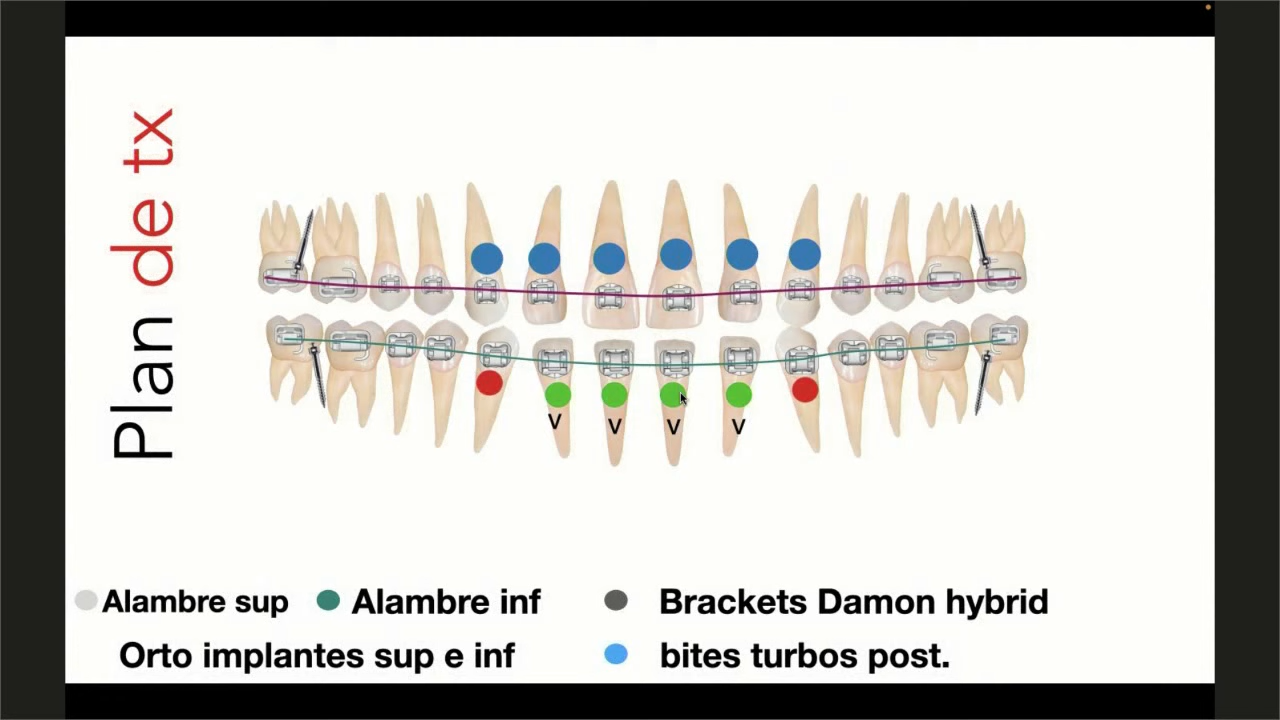 Plan de tx
v v v v
Alambre sup Alambre inf Brackets Damon hybrid
Orto implantes sup e inf bites turbos post.